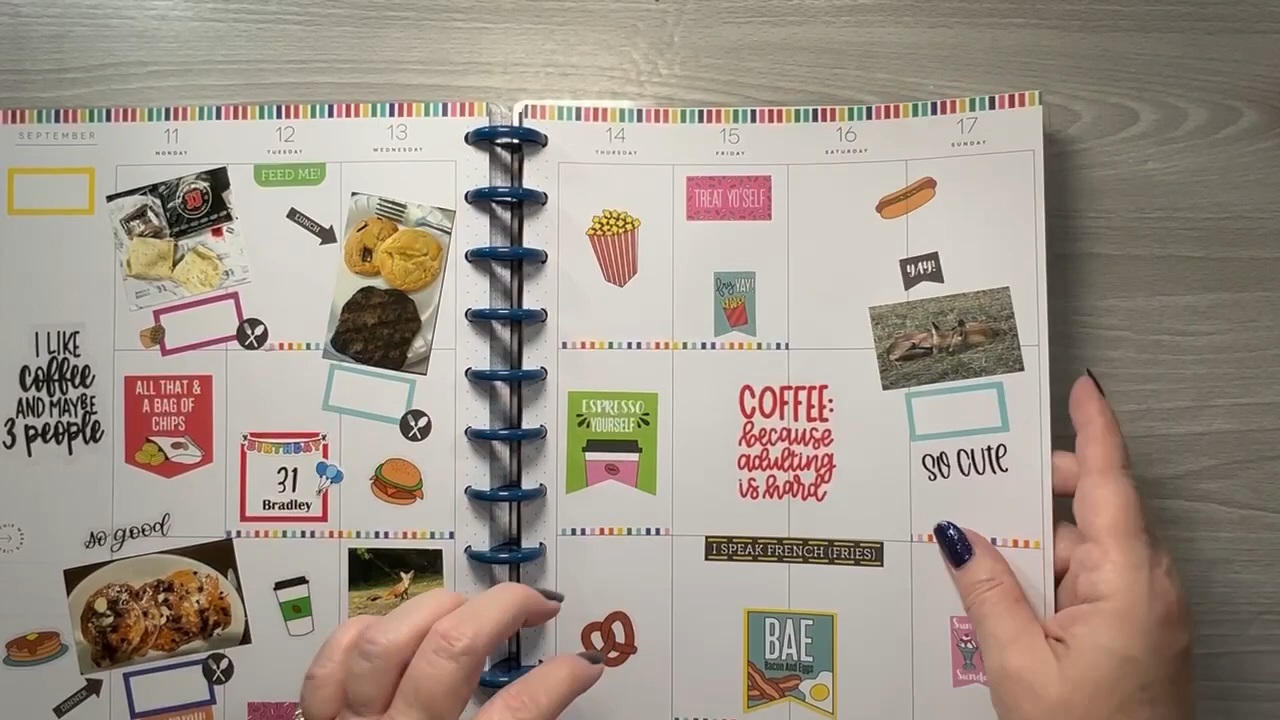 SEPTEMBER
11
MONDAY
12
TUESDAY
13
WEDNESDAY
14
THURSDAY
15
FRIDAY
16
SATURDAY
17
SUNDAY
FEED ME!
LUNCH
TREAT YO'SELF
fry YAY!
YAY!
I LIKE
coffee
AND MAYBE
3 people
ALL THAT &
A BAG OF
CHIPS
BIRTHDAY
31
Bradley
ESPRESSO
YOURSELF
COFFEE:
because
adulting
is hard
SO CUTE
so good
I SPEAK FRENCH (FRIES)
DINNER
BAE
Bacon And Eggs